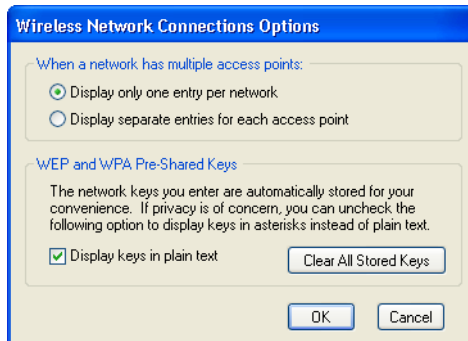 Wireless Network Connections Options
When a network has multiple access points:
Display only one entry per network
Display separate entries for each access point
WEP and WPA Pre-Shared Keys
The network keys you enter are automatically stored for your
convenience. If privacy is of concern, you can uncheck the
following option to display keys in asterisks instead of plain text.
Display keys in plain text
Clear All Stored Keys
OK
Cancel